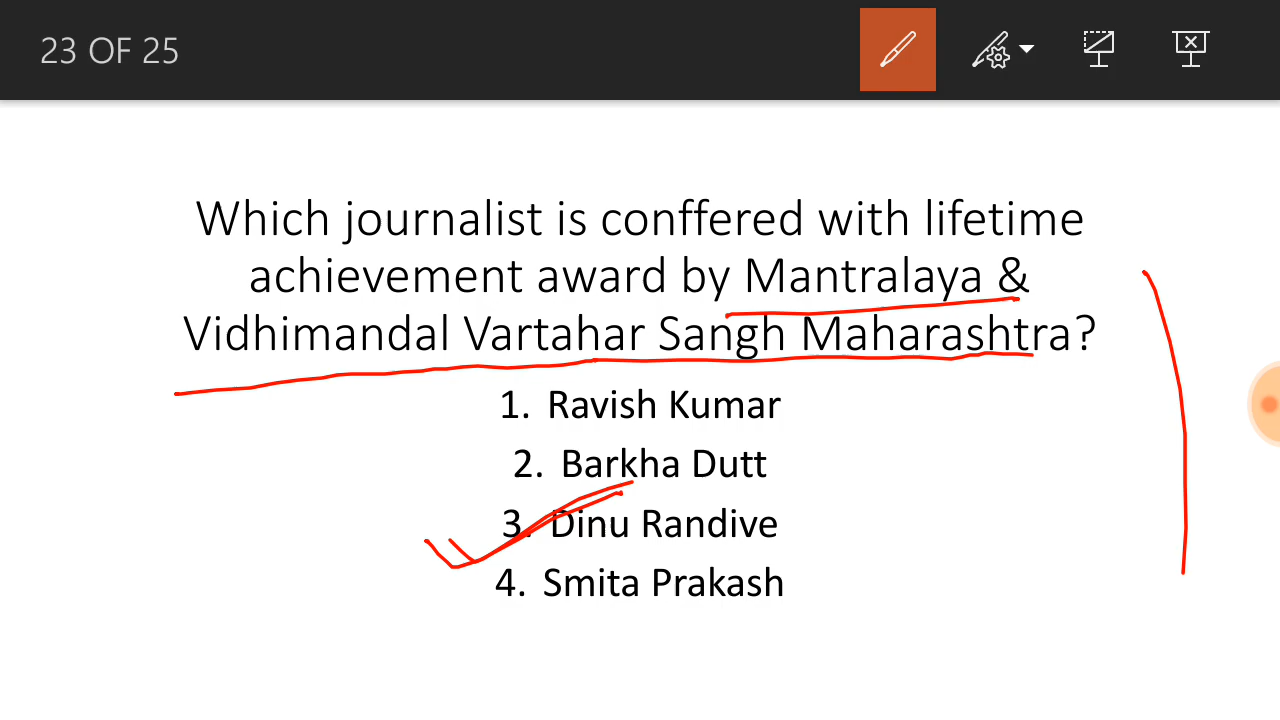 23 OF 25
Which journalist is conffered with lifetime
achievement award by Mantralaya &
Vidhimandal Vartahar Sangh Maharashtra?
1. Ravish Kumar
2. Barkha Dutt
3. Dinu Randive
4. Smita Prakash